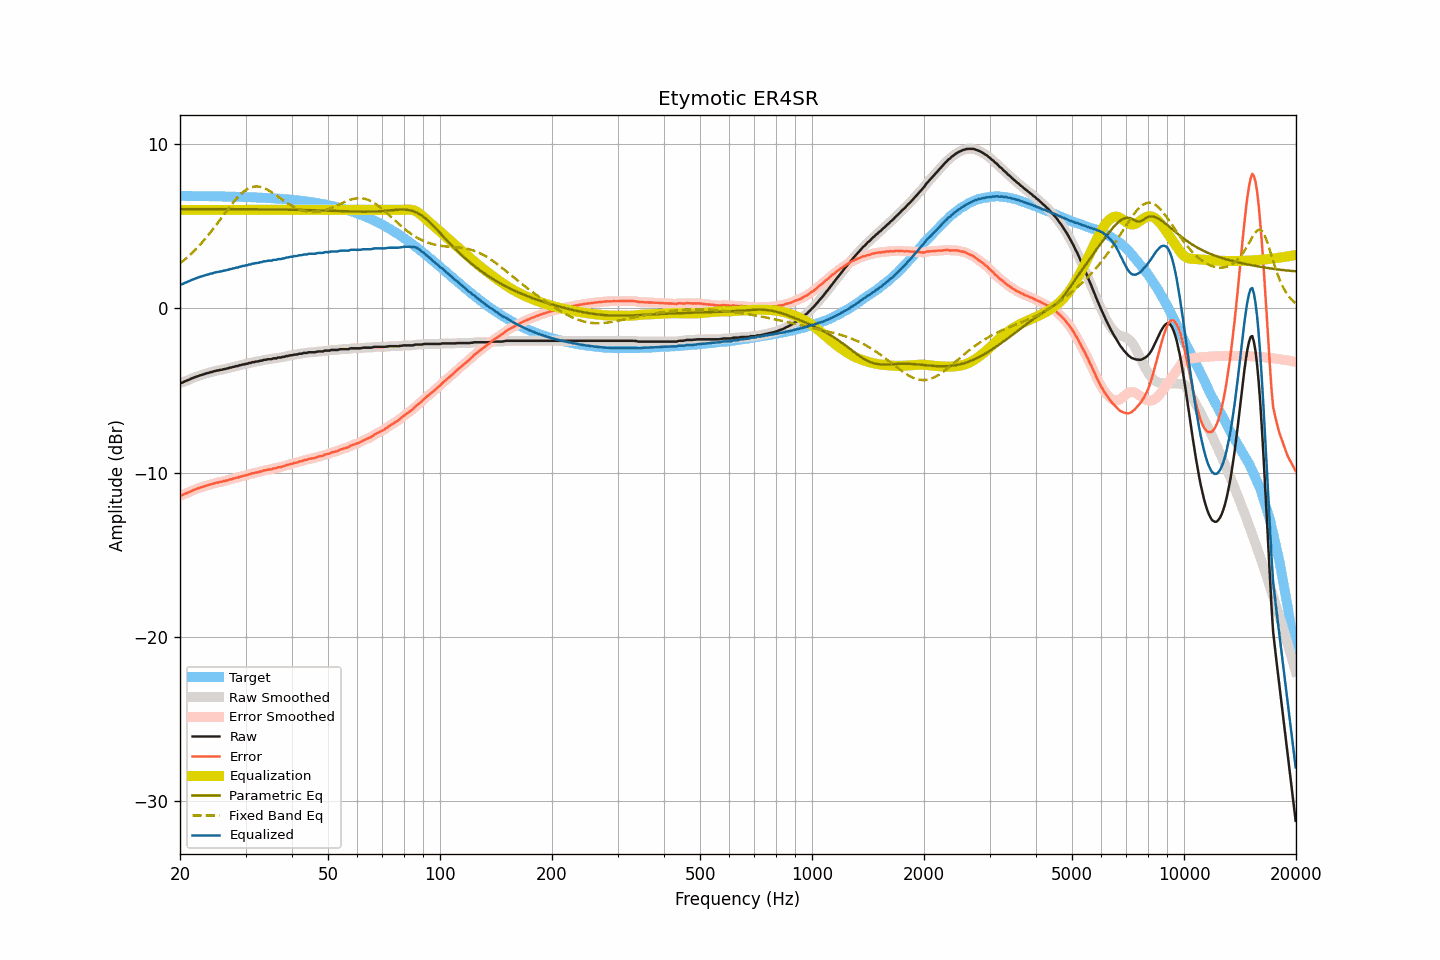 Etymotic ER4SR
10
0
−10
−20
−30
Amplitude (dBr)
Target
Raw Smoothed
Error Smoothed
Raw
Error
Equalization
Parametric Eq
Fixed Band Eq
Equalized
20 50 100 200 500 1000 2000 5000 10000 20000
Frequency (Hz)